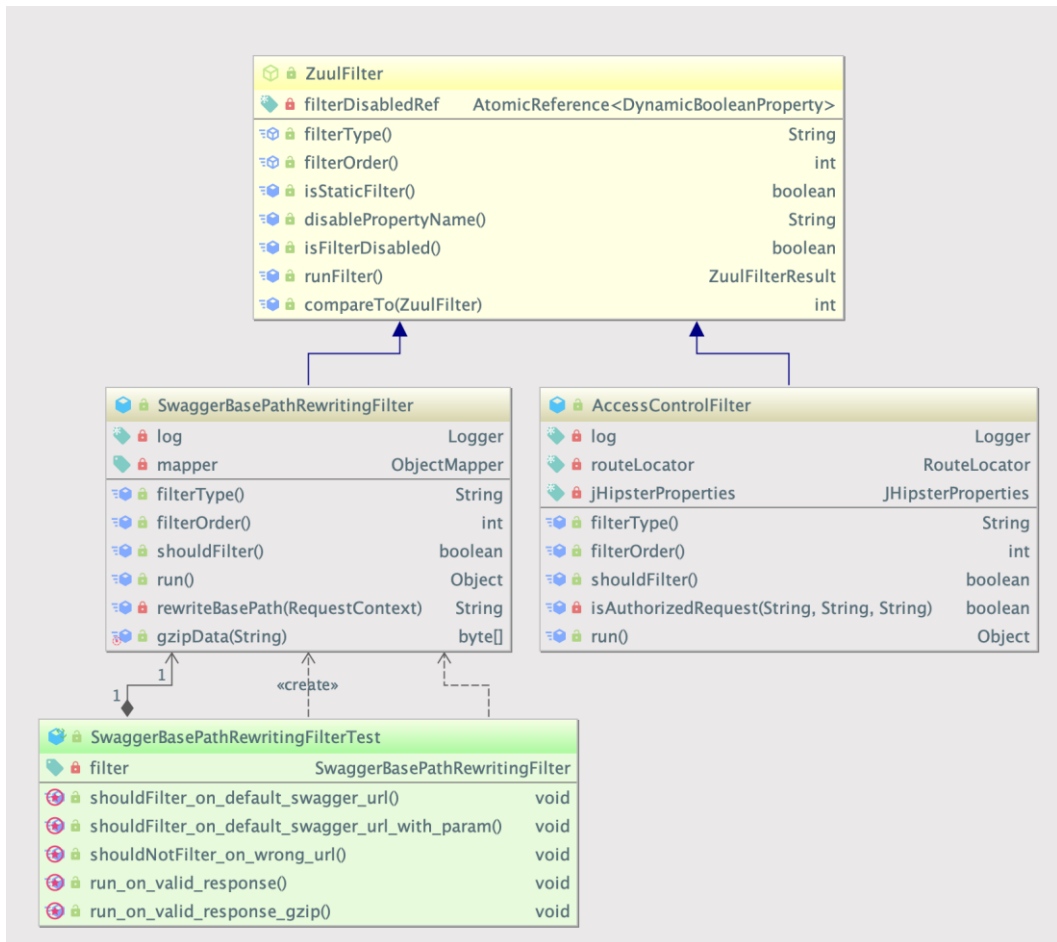 ZuulFilter
filterDisabledRef AtomicReference<DynamicBooleanProperty>
filterType() String
filterOrder() int
isStaticFilter() boolean
disablePropertyName() String
isFilterDisabled() boolean
runFilter() ZuulFilterResult
compareTo(ZuulFilter) int
SwaggerBasePathRewritingFilter
log Logger
mapper ObjectMapper
filterType() String
filterOrder() int
shouldFilter() boolean
run() Object
rewriteBasePath(RequestContext) String
gzipData(String) byte[]
AccessControlFilter
log Logger
routeLocator RouteLocator
jHipsterProperties JHipsterProperties
filterType() String
filterOrder() int
shouldFilter() boolean
isAuthorizedRequest(String, String, String) boolean
run() Object
1
1
«create»
SwaggerBasePathRewritingFilterTest
filter SwaggerBasePathRewritingFilter
shouldFilter_on_default_swagger_url() void
shouldFilter_on_default_swagger_url_with_param() void
shouldNotFilter_on_wrong_url() void
run_on_valid_response() void
run_on_valid_response_gzip() void